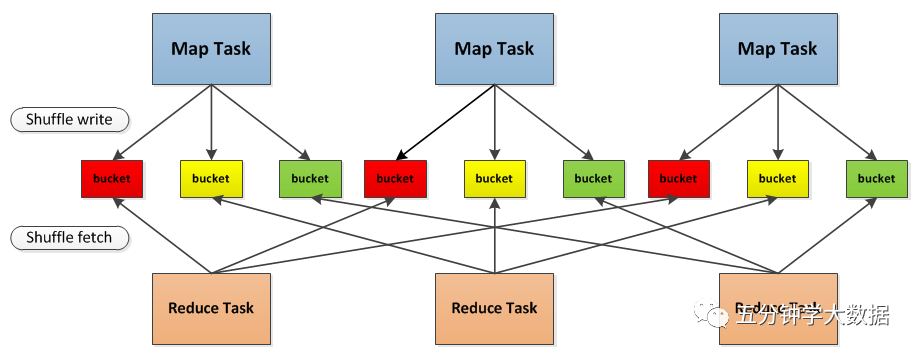 Map Task
Map Task
Map Task
Shuffle write
bucket
bucket
bucket
bucket
bucket
bucket
bucket
bucket
bucket
Shuffle fetch
Reduce Task
Reduce Task
Reduce Task
五分钟学大数据